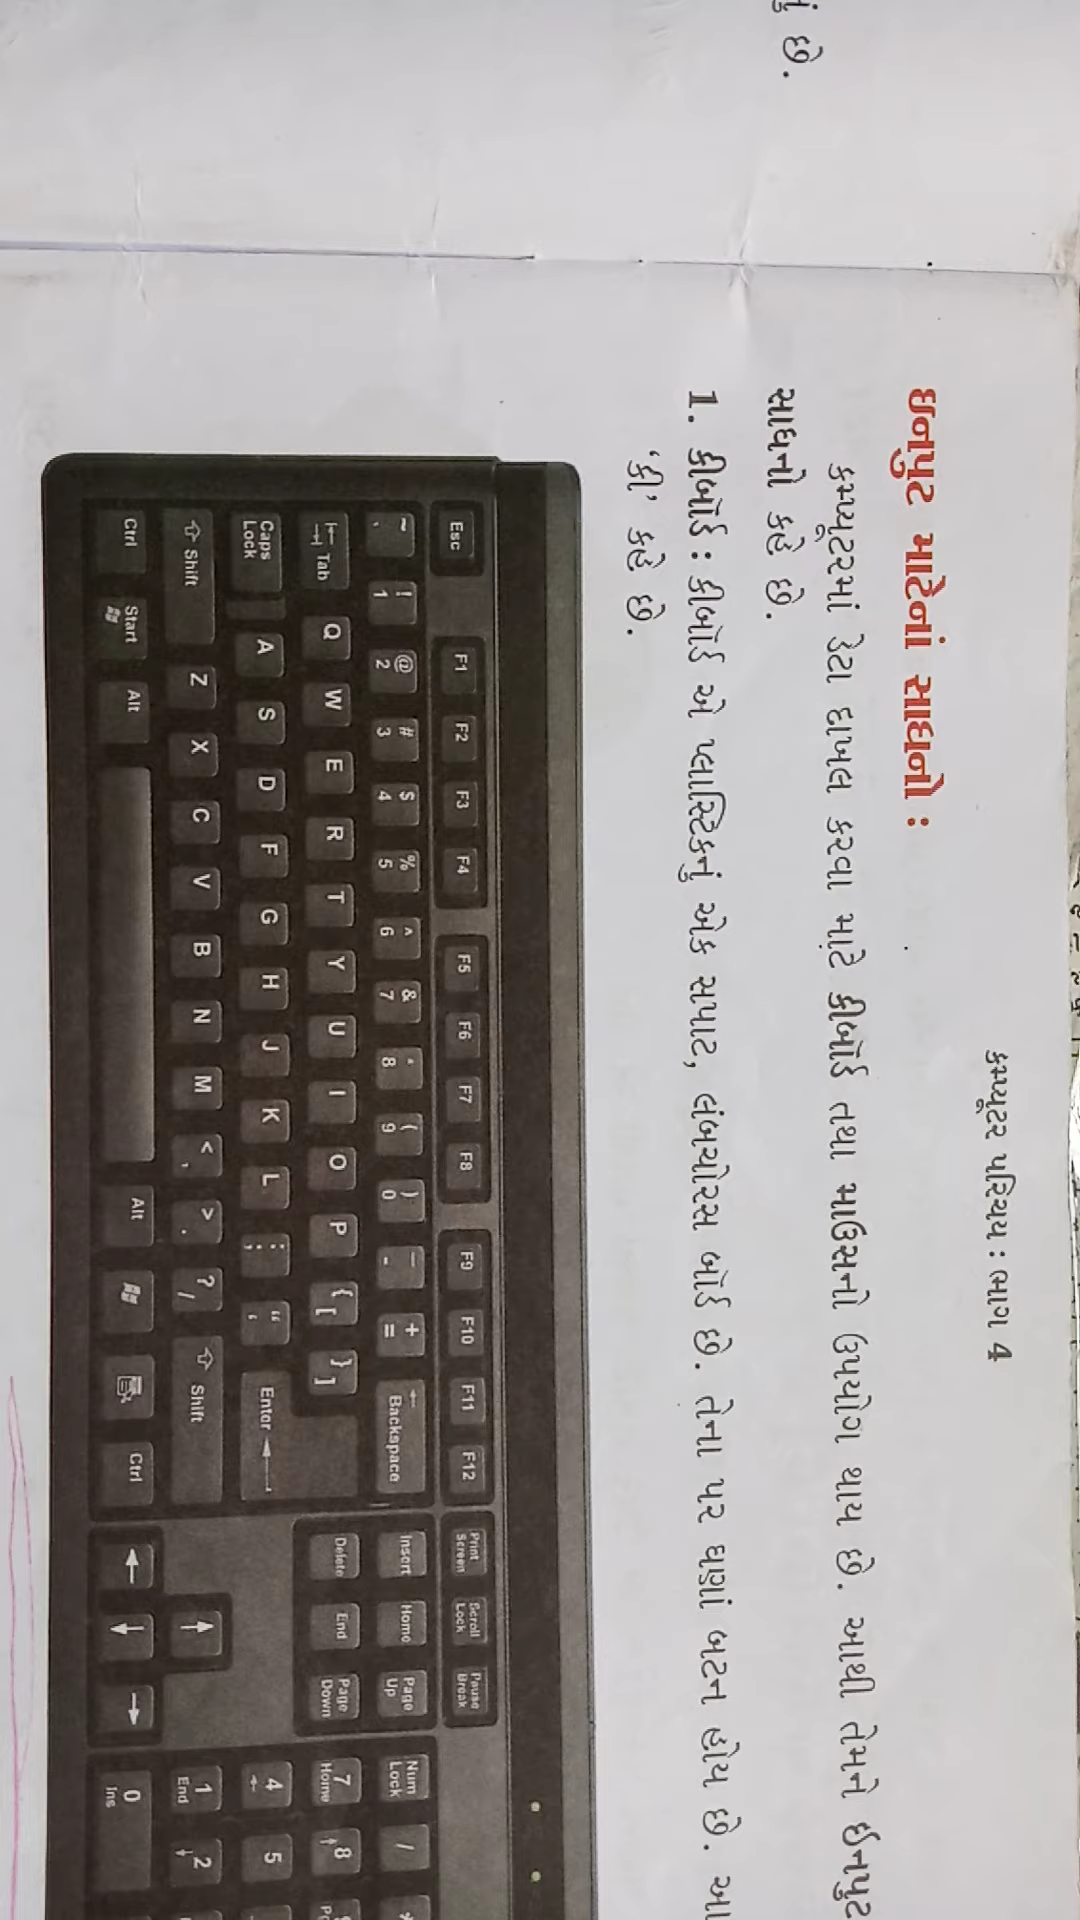 નું છે.
કમ્પ્યૂટર પરિચય : ભાગ 4
ઇનપુટ માટેનાં સાધનો :
કમ્પ્યૂટરમાં ડેટા દાખલ કરવા માટે કીબૉર્ડ તથા માઉસનો ઉપયોગ થાય છે. આથી તેમને ઈનપુટ
સાધનો કહે છે.
1. કીબૉર્ડ : કીબૉર્ડ એ પ્લાસ્ટિકનું એક સપાટ, લંબચોરસ બૉર્ડ છે. તેના પર ઘણાં બટન હોય છે. આ
‘કી’ કહે છે.
Esc F1 F2 F3 F4 F5 F6 F7 F8 F9 F10 F11 F12 Print Screen Scroll Lock Pause Break
~ ! 1 @ 2 # 3 $ 4 % 5 ^ 6 & 7 * 8 ( 9 ) 0 _ - + = ← Backspace Insert Home Page Up Num Lock / *
Tab Q W E R T Y U I O P { [ } ] Delete End Page Down 7 Home 8 ↑
Caps Lock A S D F G H J K L : ; “ ‘ Enter 4 ← 5
⇧ Shift Z X C V B N M < , > . ? / ⇧ Shift ↑ 1 End 2 ↓
Ctrl Start Alt Alt Ctrl ← ↓ → 0 Ins